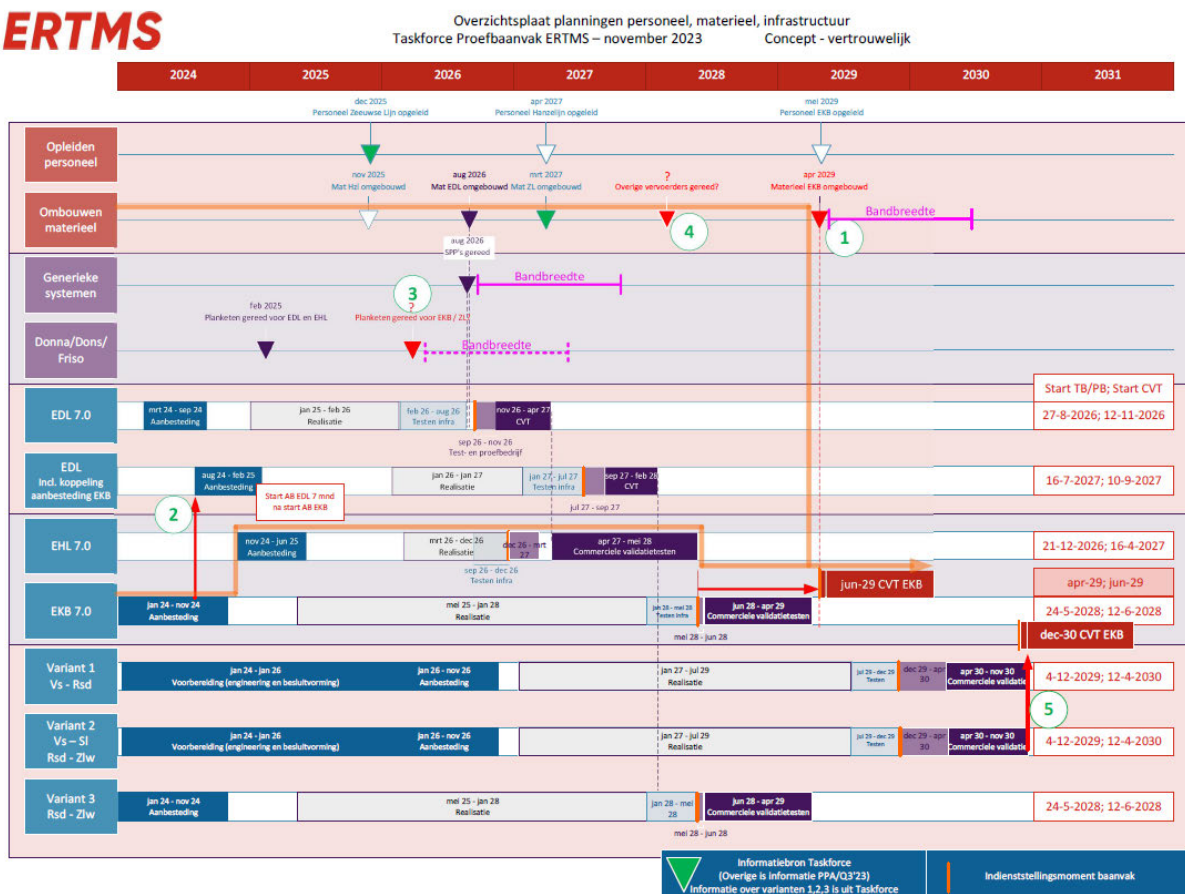 ERTMS
Overzichtsplaat planningen personeel, materieel, infrastructuur
Taskforce Proefbaanvak ERTMS – november 2023 Concept - vertrouwelijk
2024 2025 2026 2027 2028 2029 2030 2031
dec 2025
Personeel Zeeuwse Lijn opgeleid
apr 2027
Personeel Hanzelijn opgeleid
mei 2029
Personeel EKB opgeleid
Opleiden
personeel
nov 2025
Mat Hzl omgebouwd
aug 2026
Mat EDL omgebouwd
mrt 2027
Mat ZL omgebouwd
?
Overige vervoerders gereed?
apr 2029
Materieel EKB omgebouwd
Ombouwen
materieel
4
1
Bandbreedte
aug 2026
SPP's gereed
Generieke
systemen
Bandbreedte
3
feb 2025
Planketen gereed voor EDL en EHL
?
Planketen gereed voor EKB / ZL
Donna/Dons/
Friso
Bandbreedte
Start TB/PB; Start CVT
EDL 7.0
mrt 24 - sep 24
Aanbesteding
jan 25 - feb 26
Realisatie
feb 26 - aug 26
Testen infra
nov 26 - apr 27
CVT
27-8-2026; 12-11-2026
sep 26 - nov 26
Test- en proefbedrijf
EDL
Incl. koppeling
aanbesteding EKB
aug 24 - feb 25
Aanbesteding
jan 26 - jan 27
Realisatie
jan 27 - jul 27
Testen infra
sep 27 - feb 28
CVT
16-7-2027; 10-9-2027
jul 27 - sep 27
2
Start AB EDL 7 mnd
na start AB EKB
EHL 7.0
nov 24 - jun 25
Aanbesteding
mrt 26 - dec 26
Realisatie
dec 26 - mrt
27
apr 27 - mei 28
Commerciele validatietesten
21-12-2026; 16-4-2027
sep 26 - dec 26
Testen infra
jun-29 CVT EKB
apr-29; jun-29
EKB 7.0
jan 24 - nov 24
Aanbesteding
mei 25 - jan 28
Realisatie
jan 28 - mei 28
Testen infra
jun 28 - apr 29
Commerciele validatietesten
24-5-2028; 12-6-2028
mei 28 - jun 28
dec-30 CVT EKB
Variant 1
Vs - Rsd
jan 24 - jan 26
Voorbereiding (engineering en besluitvorming)
jan 26 - nov 26
Aanbesteding
jan 27 - jul 29
Realisatie
jul 29 - dec 29
Testen
dec 29 - apr
30
apr 30 - nov 30
Commerciele validatie
4-12-2029; 12-4-2030
5
Variant 2
Vs – Sl
Rsd - Zlw
jan 24 - jan 26
Voorbereiding (engineering en besluitvorming)
jan 26 - nov 26
Aanbesteding
jan 27 - jul 29
Realisatie
jul 29 - dec 29
Testen
dec 29 - apr
30
apr 30 - nov 30
Commerciele validatie
4-12-2029; 12-4-2030
Variant 3
Rsd - Zlw
jan 24 - nov 24
Aanbesteding
mei 25 - jan 28
Realisatie
jan 28 - mei
28
jun 28 - apr 29
Commerciele validatietesten
24-5-2028; 12-6-2028
mei 28 - jun 28
Informatiebron Taskforce
(Overige is informatie PPA/Q3'23)
Informatie over varianten 1,2,3 is uit Taskforce
Indienststellingsmoment baanvak